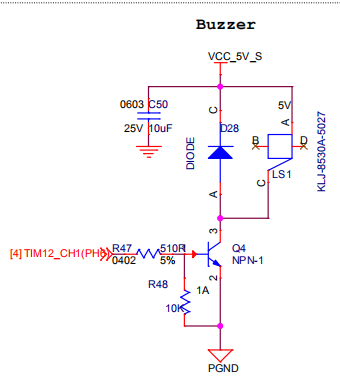 Buzzer
VCC_5V_S
0603 C50
25V 10uF
C
D28
DIODE
A
5V
A
B
D
C
LS1
KLJ-8530A-5027
3
[4] TIM12_CH1(PH6)
R47
510R
0402
5%
1
Q4
NPN-1
2
R48
1A
10K
PGND